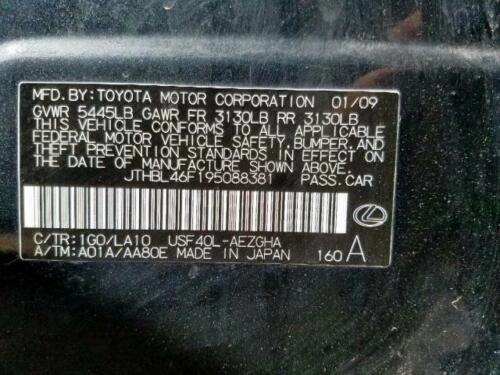 MFD. BY: TOYOTA MOTOR CORPORATION 01/09
GVWR 5445LB GAWR FR 3130LB RR 3130LB
THIS VEHICLE CONFORMS TO ALL APPLICABLE
FEDERAL MOTOR VEHICLE SAFETY, BUMPER, AND
THEFT PREVENTION STANDARDS IN EFFECT ON
THE DATE OF MANUFACTURE SHOWN ABOVE.
JTHBL46F195088381 PASS. CAR
C/TR: 1G0/LA10 USF40L-AEZGHA
A/TM: A01A/AA80E MADE IN JAPAN 160 A